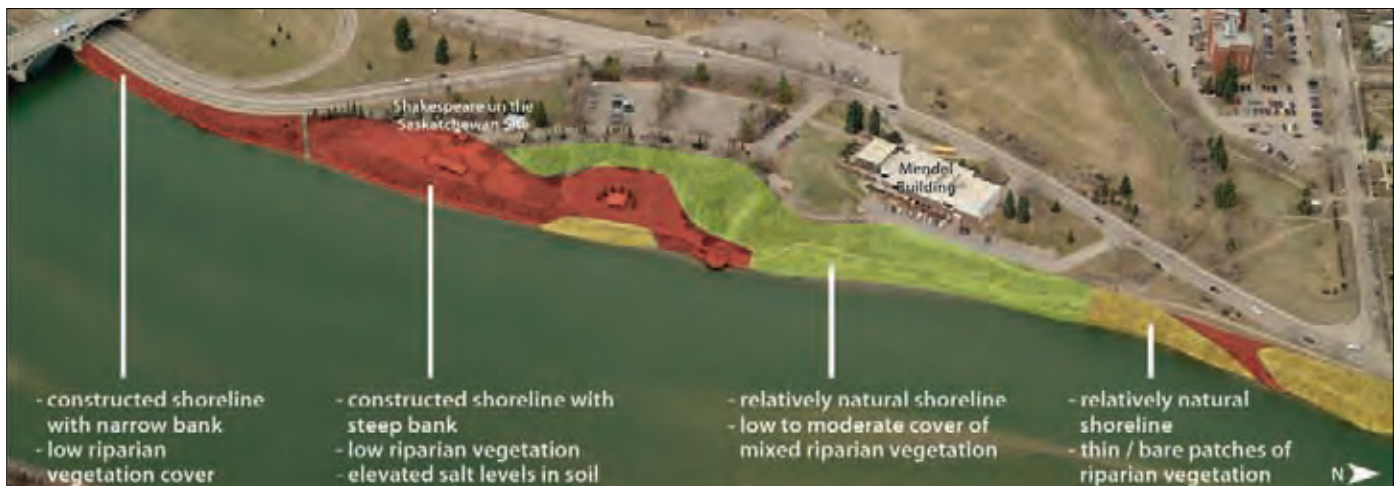 Shakespeare on the
Saskatchewan Site
Mendel
Building
- constructed shoreline
with narrow bank
- low riparian
vegetation cover
- constructed shoreline with
steep bank
- low riparian vegetation
- elevated salt levels in soil
- relatively natural shoreline
- low to moderate cover of
mixed riparian vegetation
- relatively natural
shoreline
- thin / bare patches of
riparian vegetation
N